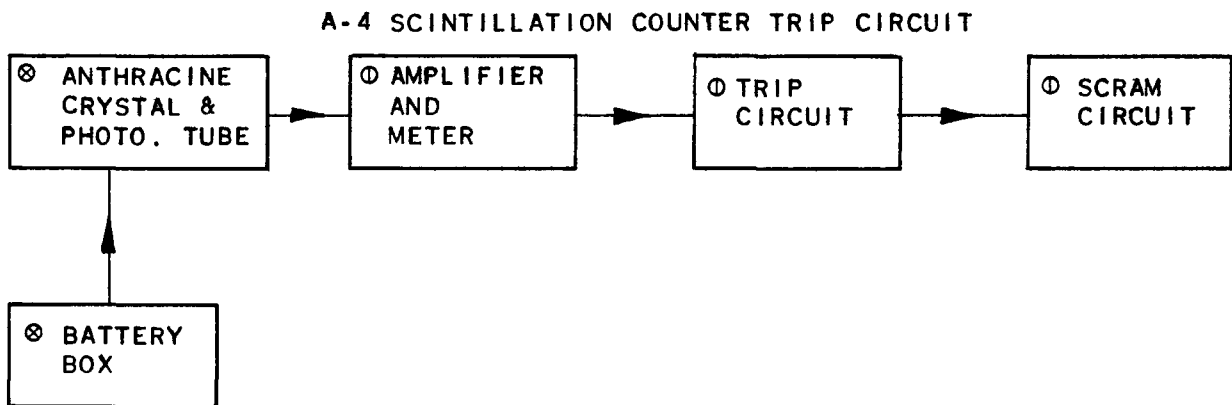 A-4 SCINTILLATION COUNTER TRIP CIRCUIT
⊗ ANTHRACINE
CRYSTAL &
PHOTO. TUBE
⦶ AMPLIFIER
AND
METER
⦶ TRIP
CIRCUIT
⦶ SCRAM
CIRCUIT
⊗ BATTERY
BOX